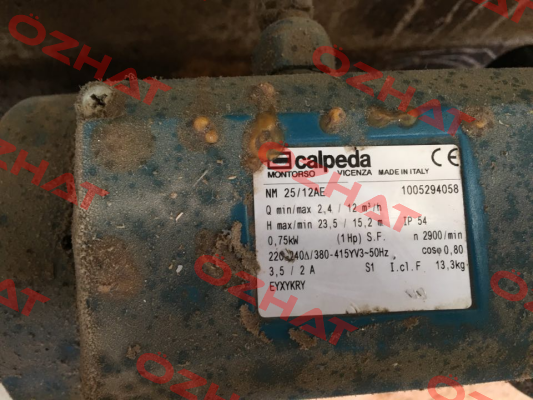 calpeda CE
MONTORSO VICENZA MADE IN ITALY
NM 25/12AE 1005294058
Q min/max 2,4 / 12 m³/h
H max/min 23,5 / 15,2 m IP 54
0,75kW (1Hp) S.F. n 2900/min
220-240Δ/380-415YV3~50Hz cosφ 0,80
3,5 / 2 A S1 I.cl.F 13,3kg
EYXYKRY
OZHAT
OZHAT
OZHAT
OZHAT
OZHAT
OZHAT
OZHAT